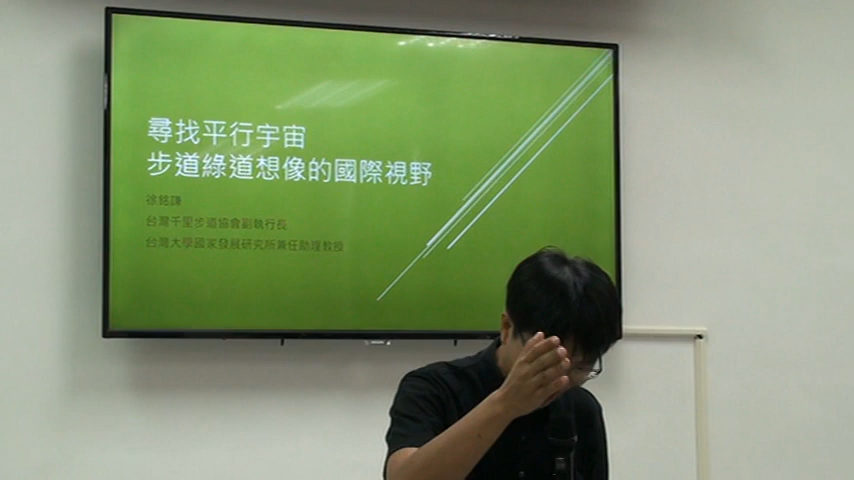 尋找平行宇宙
步道綠道想像的國際視野
徐銘謙
台灣千里步道協會副執行長
台灣大學國家發展研究所兼任助理教授